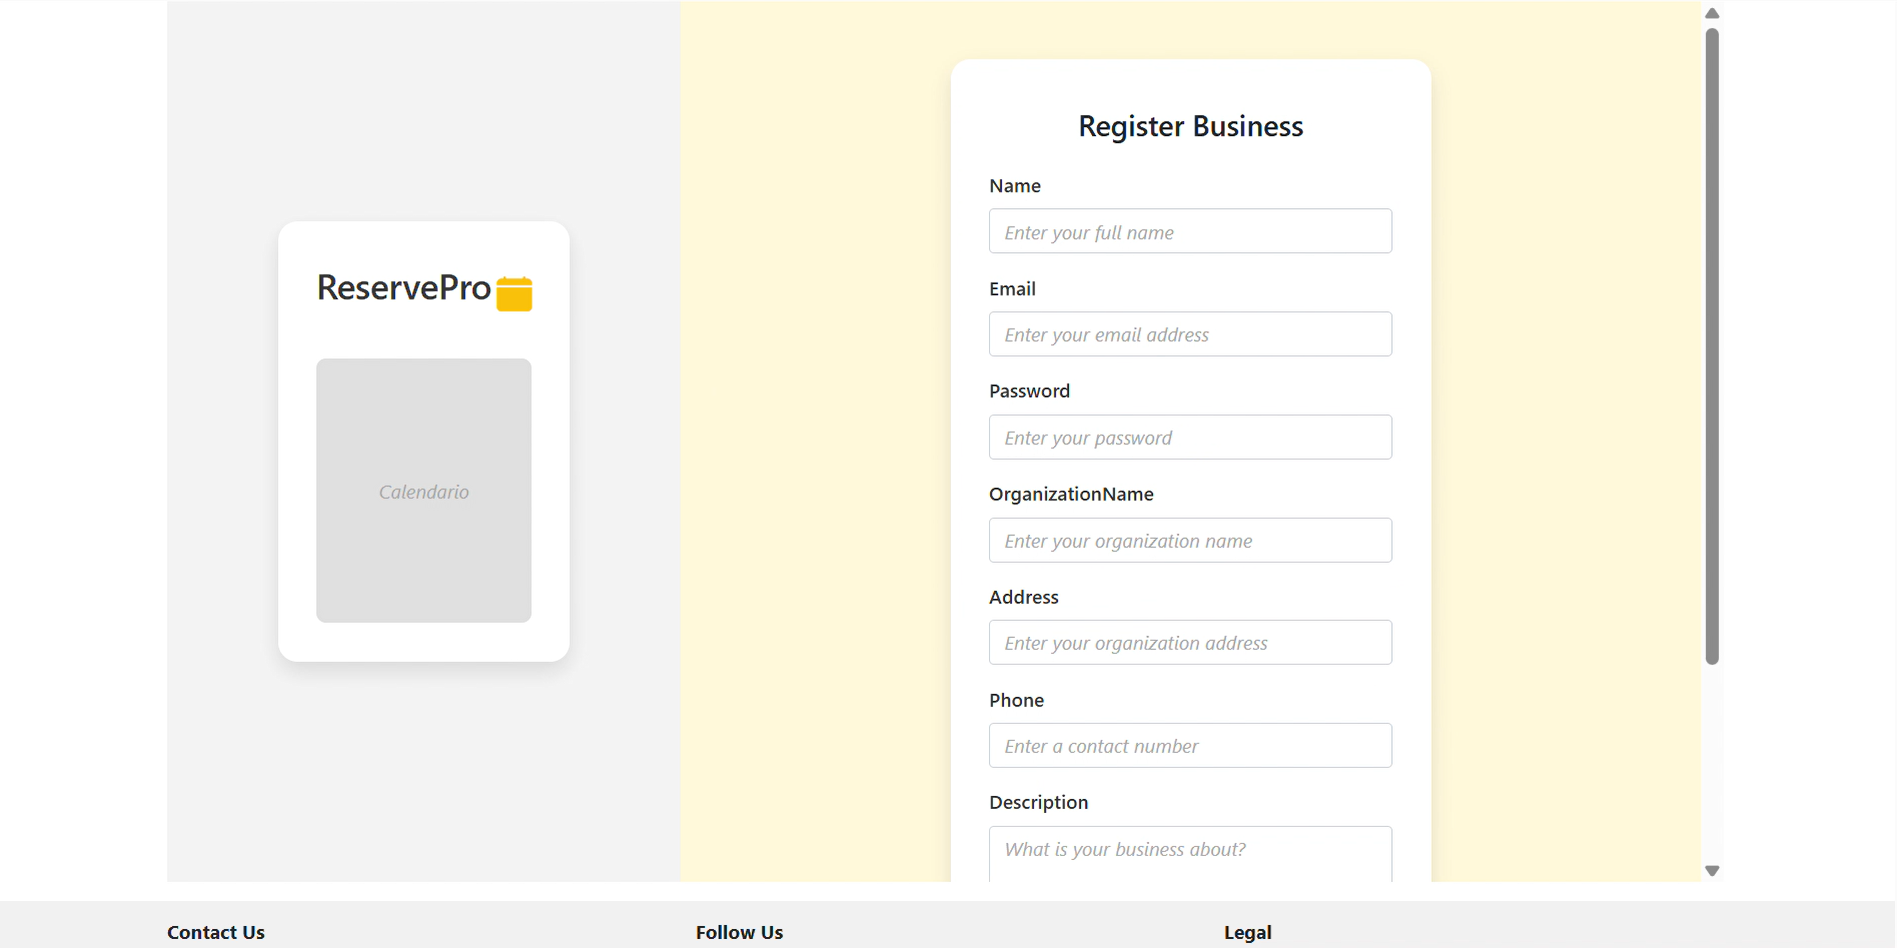 ReservePro
Calendario
Register Business
Name
Enter your full name
Email
Enter your email address
Password
Enter your password
OrganizationName
Enter your organization name
Address
Enter your organization address
Phone
Enter a contact number
Description
What is your business about?
Contact Us
Follow Us
Legal